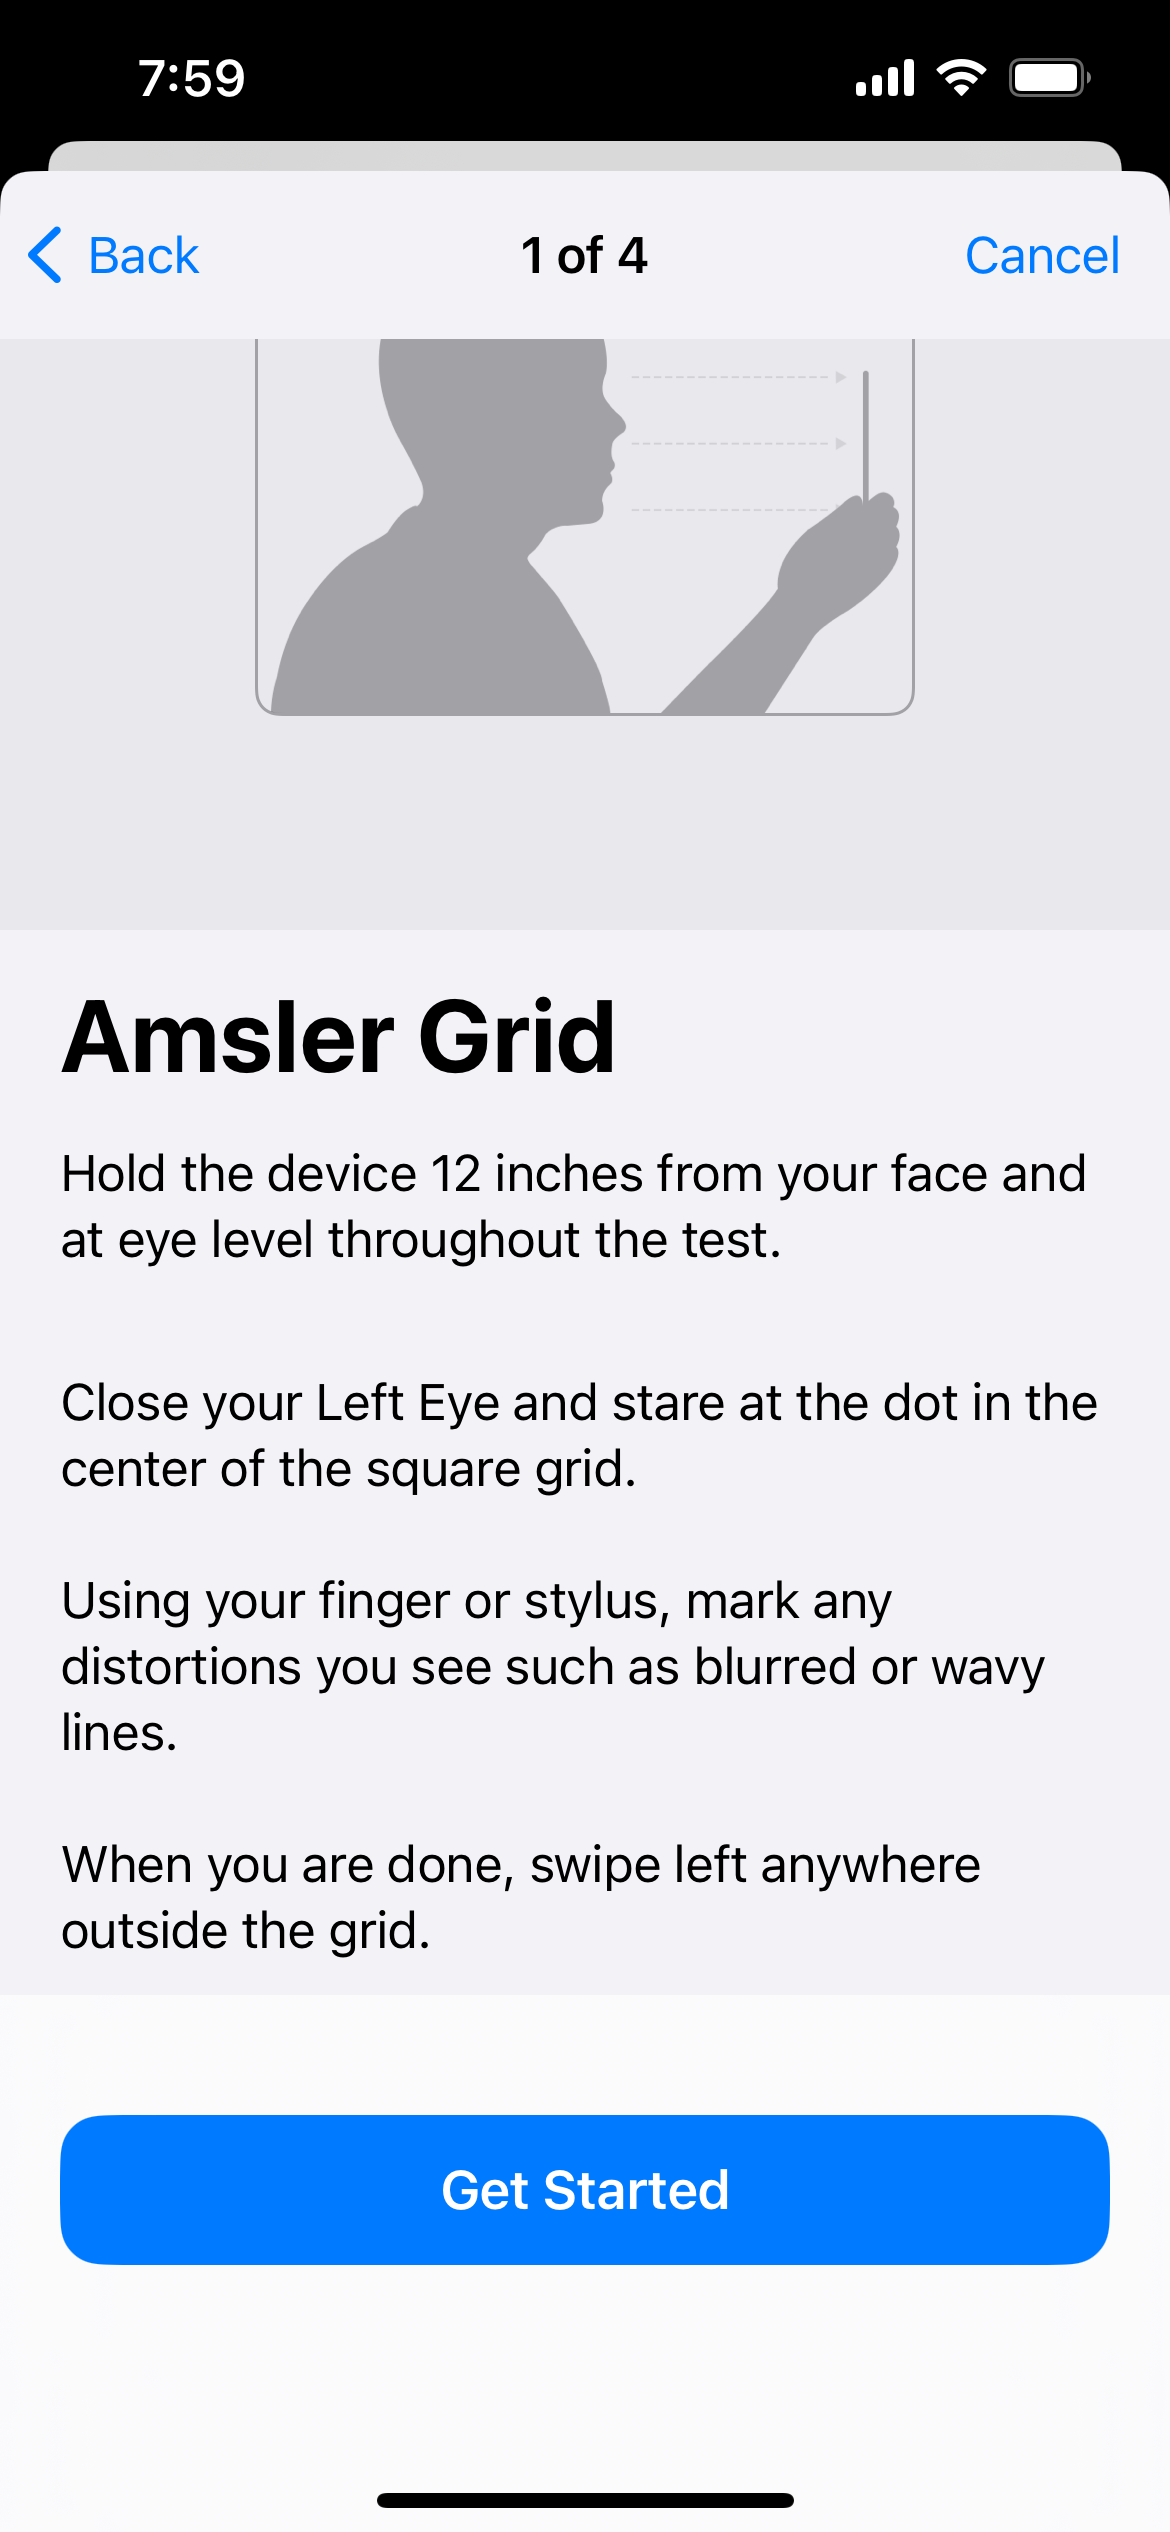 7:59
Back
1 of 4
Cancel
Amsler Grid
Hold the device 12 inches from your face and
at eye level throughout the test.
Close your Left Eye and stare at the dot in the
center of the square grid.
Using your finger or stylus, mark any
distortions you see such as blurred or wavy
lines.
When you are done, swipe left anywhere
outside the grid.
Get Started